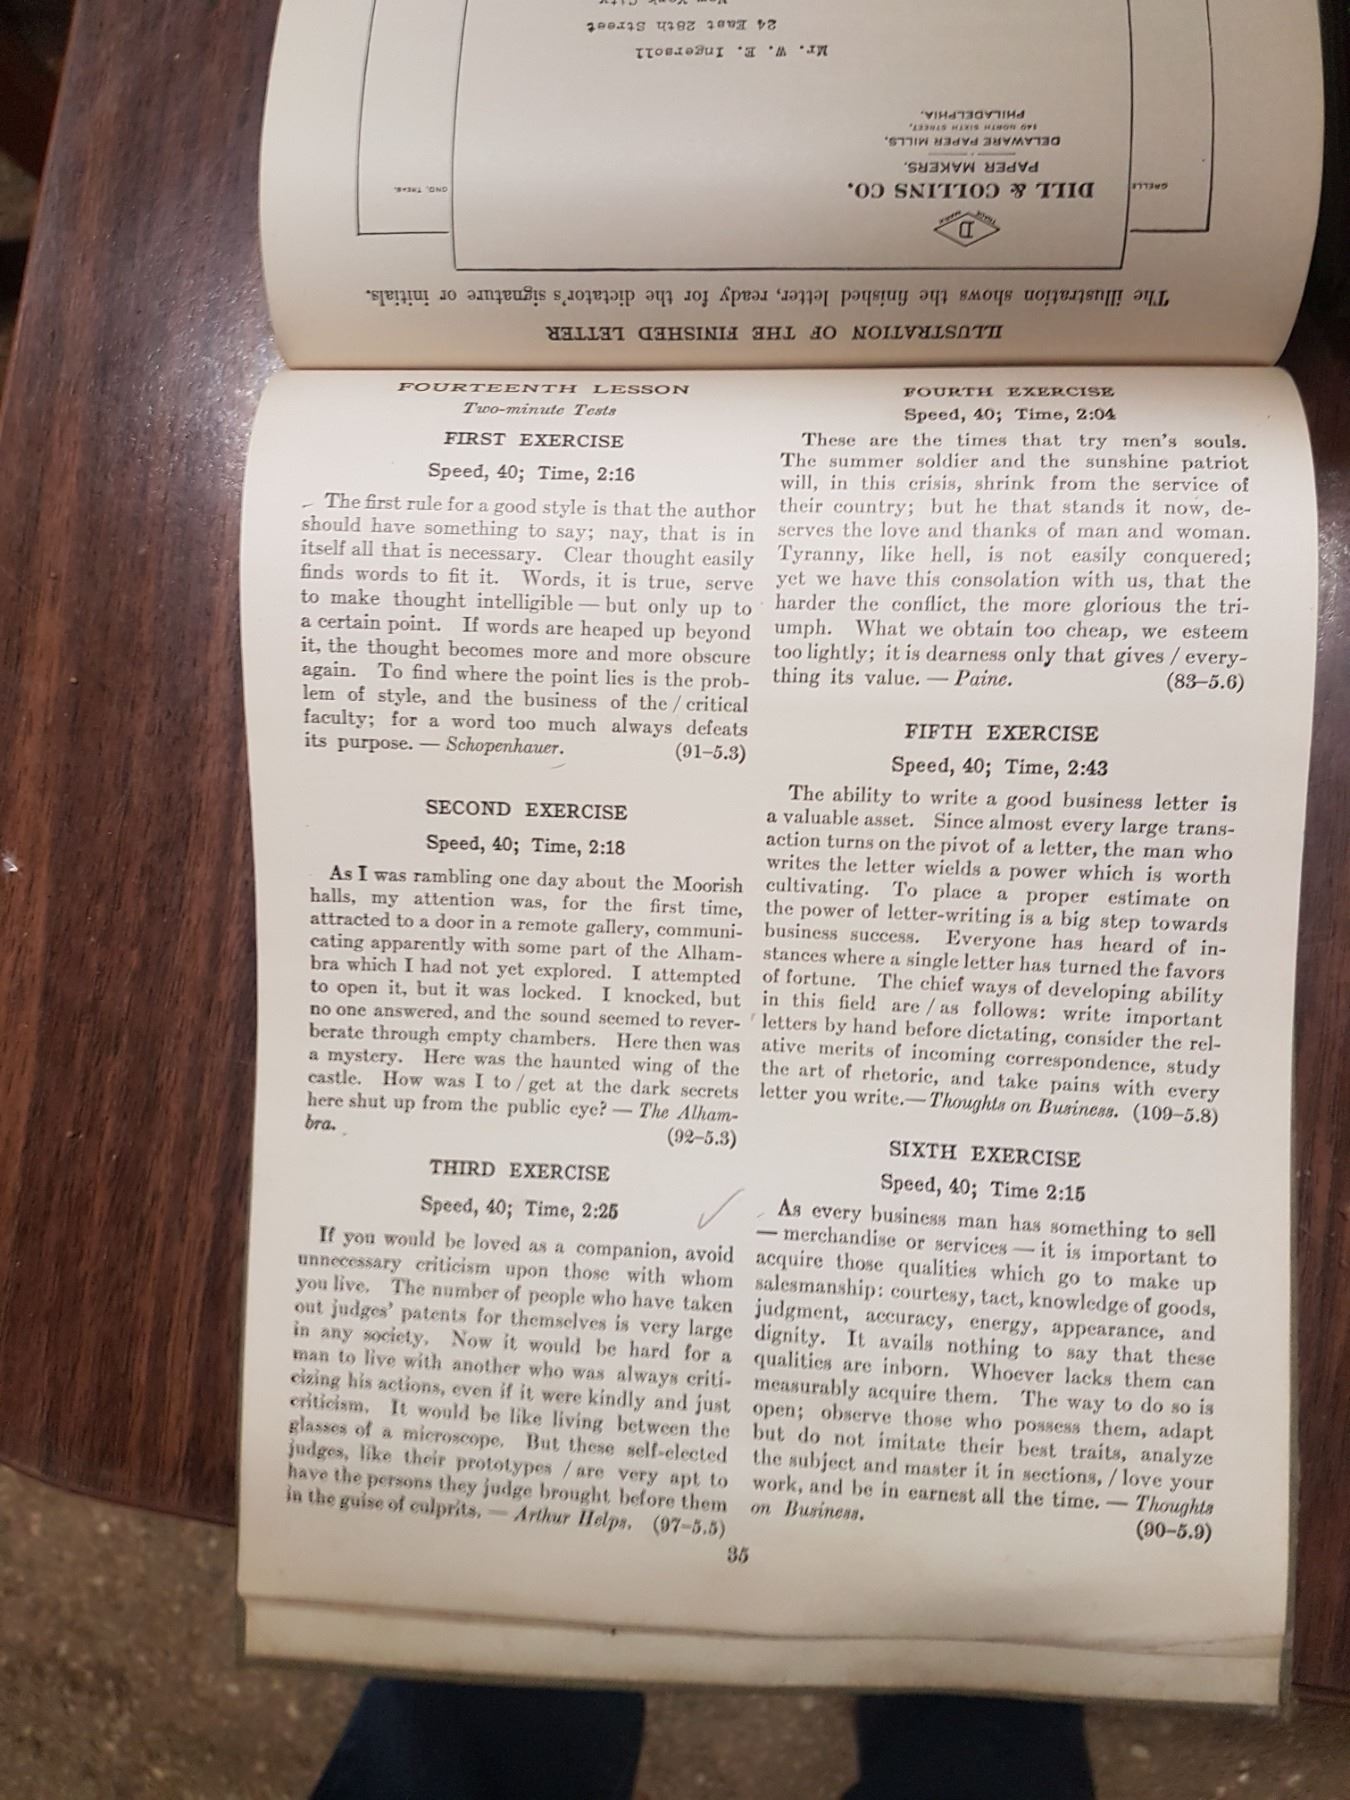 ILLUSTRATION OF THE FINISHED LETTER
The illustration shows the finished letter, ready for the dictator's signature or initials.
TRADE MARK
D
DILL & COLLINS CO.
GRELLE
AND, TREAS.
PAPER MAKERS.
DELAWARE PAPER MILLS,
140 NORTH SIXTH STREET,
PHILADELPHIA.
Mr. W. E. Ingersoll
24 East 28th Street
New York City
FOURTEENTH LESSON
Two-minute Tests
FIRST EXERCISE
Speed, 40; Time, 2:16
The first rule for a good style is that the author
should have something to say; nay, that is in
itself all that is necessary. Clear thought easily
finds words to fit it. Words, it is true, serve
to make thought intelligible — but only up to
a certain point. If words are heaped up beyond
it, the thought becomes more and more obscure
again. To find where the point lies is the prob-
lem of style, and the business of the / critical
faculty; for a word too much always defeats
its purpose. — Schopenhauer. (91–5.3)
SECOND EXERCISE
Speed, 40; Time, 2:18
As I was rambling one day about the Moorish
halls, my attention was, for the first time,
attracted to a door in a remote gallery, communi-
cating apparently with some part of the Alham-
bra which I had not yet explored. I attempted
to open it, but it was locked. I knocked, but
no one answered, and the sound seemed to rever-
berate through empty chambers. Here then was
a mystery. Here was the haunted wing of the
castle. How was I to / get at the dark secrets
here shut up from the public eye? — The Alham-
bra. (92–5.3)
THIRD EXERCISE
Speed, 40; Time, 2:25
If you would be loved as a companion, avoid
unnecessary criticism upon those with whom
you live. The number of people who have taken
out judges' patents for themselves is very large
in any society. Now it would be hard for a
man to live with another who was always criti-
cizing his actions, even if it were kindly and just
criticism. It would be like living between the
glasses of a microscope. But these self-elected
judges, like their prototypes / are very apt to
have the persons they judge brought before them
in the guise of culprits. — Arthur Helps. (97–5.5)
FOURTH EXERCISE
Speed, 40; Time, 2:04
These are the times that try men's souls.
The summer soldier and the sunshine patriot
will, in this crisis, shrink from the service of
their country; but he that stands it now, de-
serves the love and thanks of man and woman.
Tyranny, like hell, is not easily conquered;
yet we have this consolation with us, that the
harder the conflict, the more glorious the tri-
umph. What we obtain too cheap, we esteem
too lightly; it is dearness only that gives / every-
thing its value. — Paine. (83–5.6)
FIFTH EXERCISE
Speed, 40; Time, 2:43
The ability to write a good business letter is
a valuable asset. Since almost every large trans-
action turns on the pivot of a letter, the man who
writes the letter wields a power which is worth
cultivating. To place a proper estimate on
the power of letter-writing is a big step towards
business success. Everyone has heard of in-
stances where a single letter has turned the favors
of fortune. The chief ways of developing ability
in this field are / as follows: write important
letters by hand before dictating, consider the rel-
ative merits of incoming correspondence, study
the art of rhetoric, and take pains with every
letter you write.— Thoughts on Business. (109–5.8)
SIXTH EXERCISE
Speed, 40; Time 2:15
As every business man has something to sell
— merchandise or services — it is important to
acquire those qualities which go to make up
salesmanship: courtesy, tact, knowledge of goods,
judgment, accuracy, energy, appearance, and
dignity. It avails nothing to say that these
qualities are inborn. Whoever lacks them can
measurably acquire them. The way to do so is
open; observe those who possess them, adapt
but do not imitate their best traits, analyze
the subject and master it in sections, / love your
work, and be in earnest all the time. — Thoughts
on Business.
(90–5.9)
35